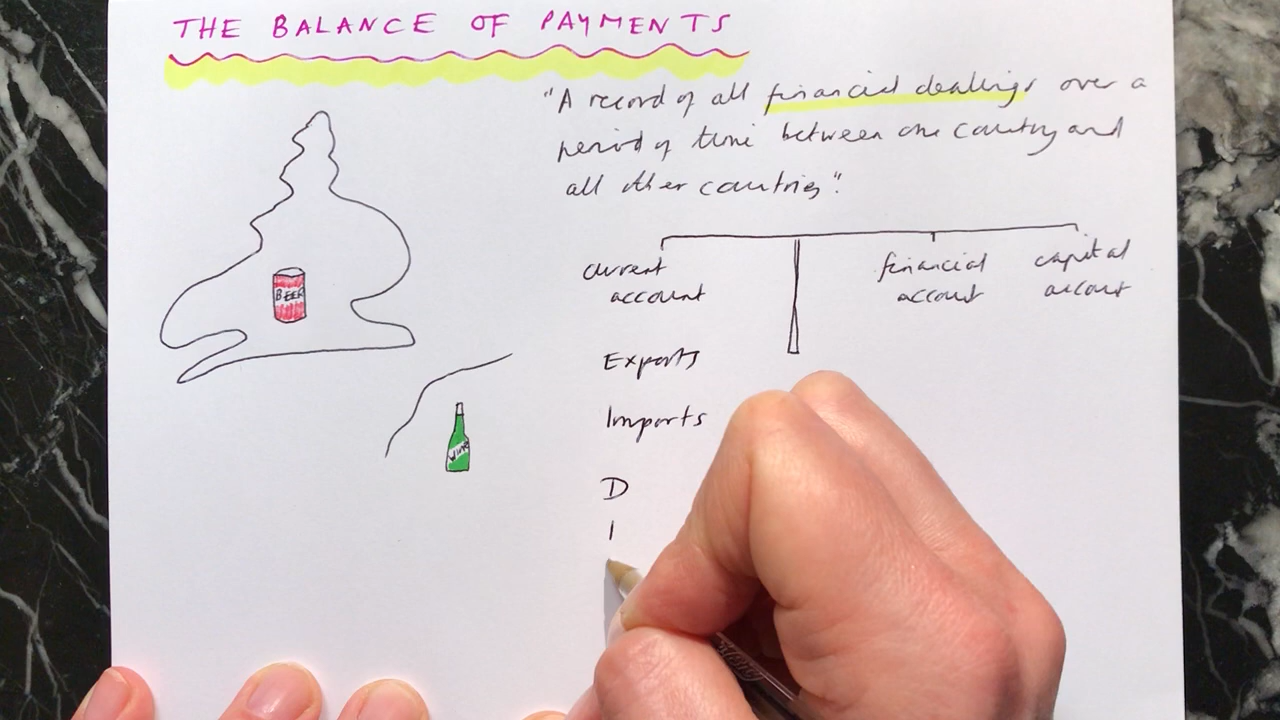 THE BALANCE OF PAYMENTS
"A record of all financial dealings over a
period of time between one country and
all other countries".
current
account
financial
account
capital
account
BEER
Exports
WINE
Imports
D
I